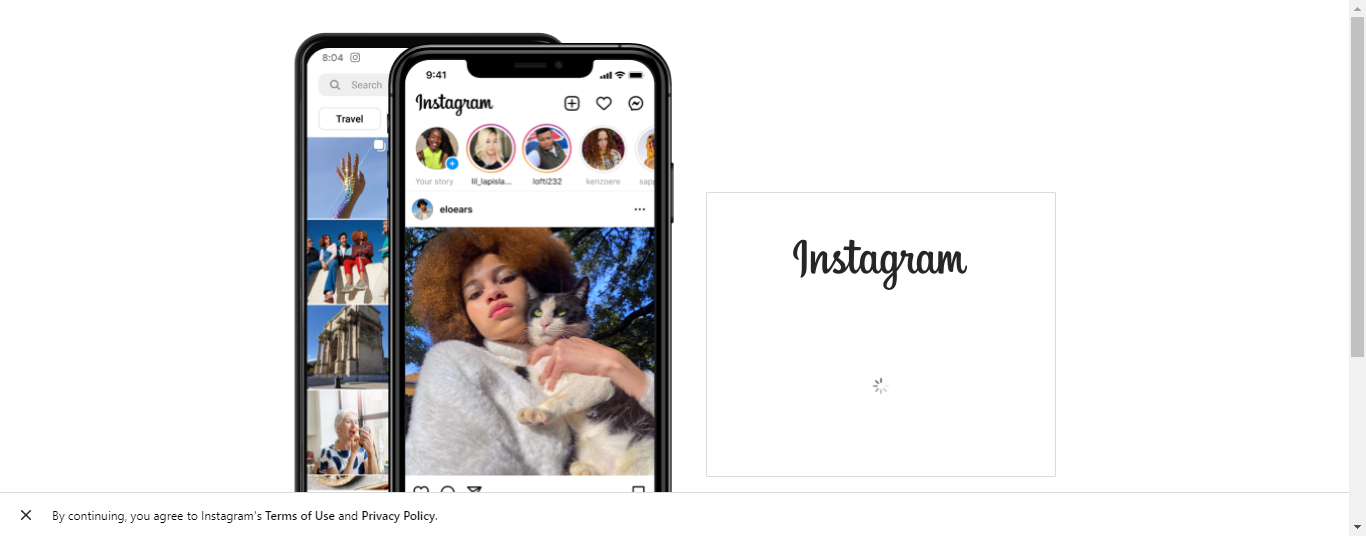 8:04
Search
Travel
9:41
Instagram
Your story
lil_lapisla...
lofti232
kenzoere
sapp
eloears
Instagram
By continuing, you agree to Instagram's Terms of Use and Privacy Policy.